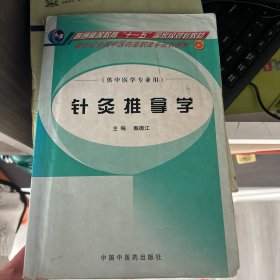 普通高等教育“十一五”国家级规划教材
（供中医学专业用）
针灸推拿学
主编
中国中医药出版社